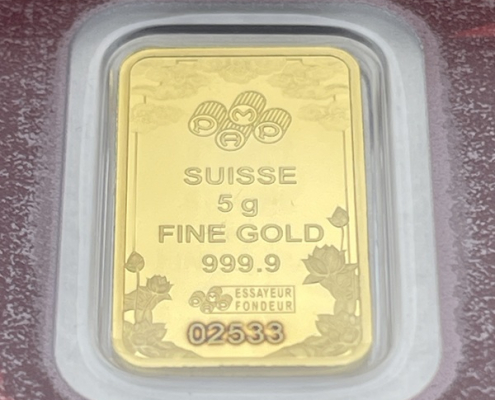 PAMP
SUISSE
5 g
FINE GOLD
999.9
ESSAYEUR
FONDEUR
02533